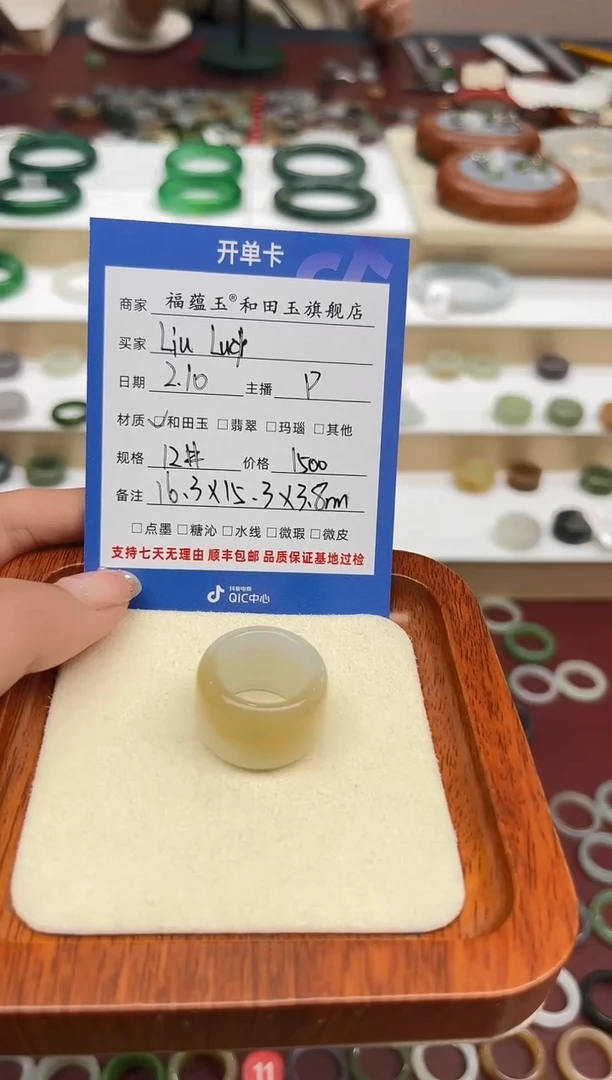 开单卡
商家 福蕴玉®和田玉旗舰店
买家 Liu Lucy
日期 2.10 主播 P
材质 ☑和田玉 □翡翠 □玛瑙 □其他
规格 12# 价格 1500
备注 16.3X15.3X3.8mm
□点墨 □糖沁 □水线 □微瑕 □微皮
支持七天无理由 顺丰包邮 品质保证基地过检
抖音电商
QIC中心
11